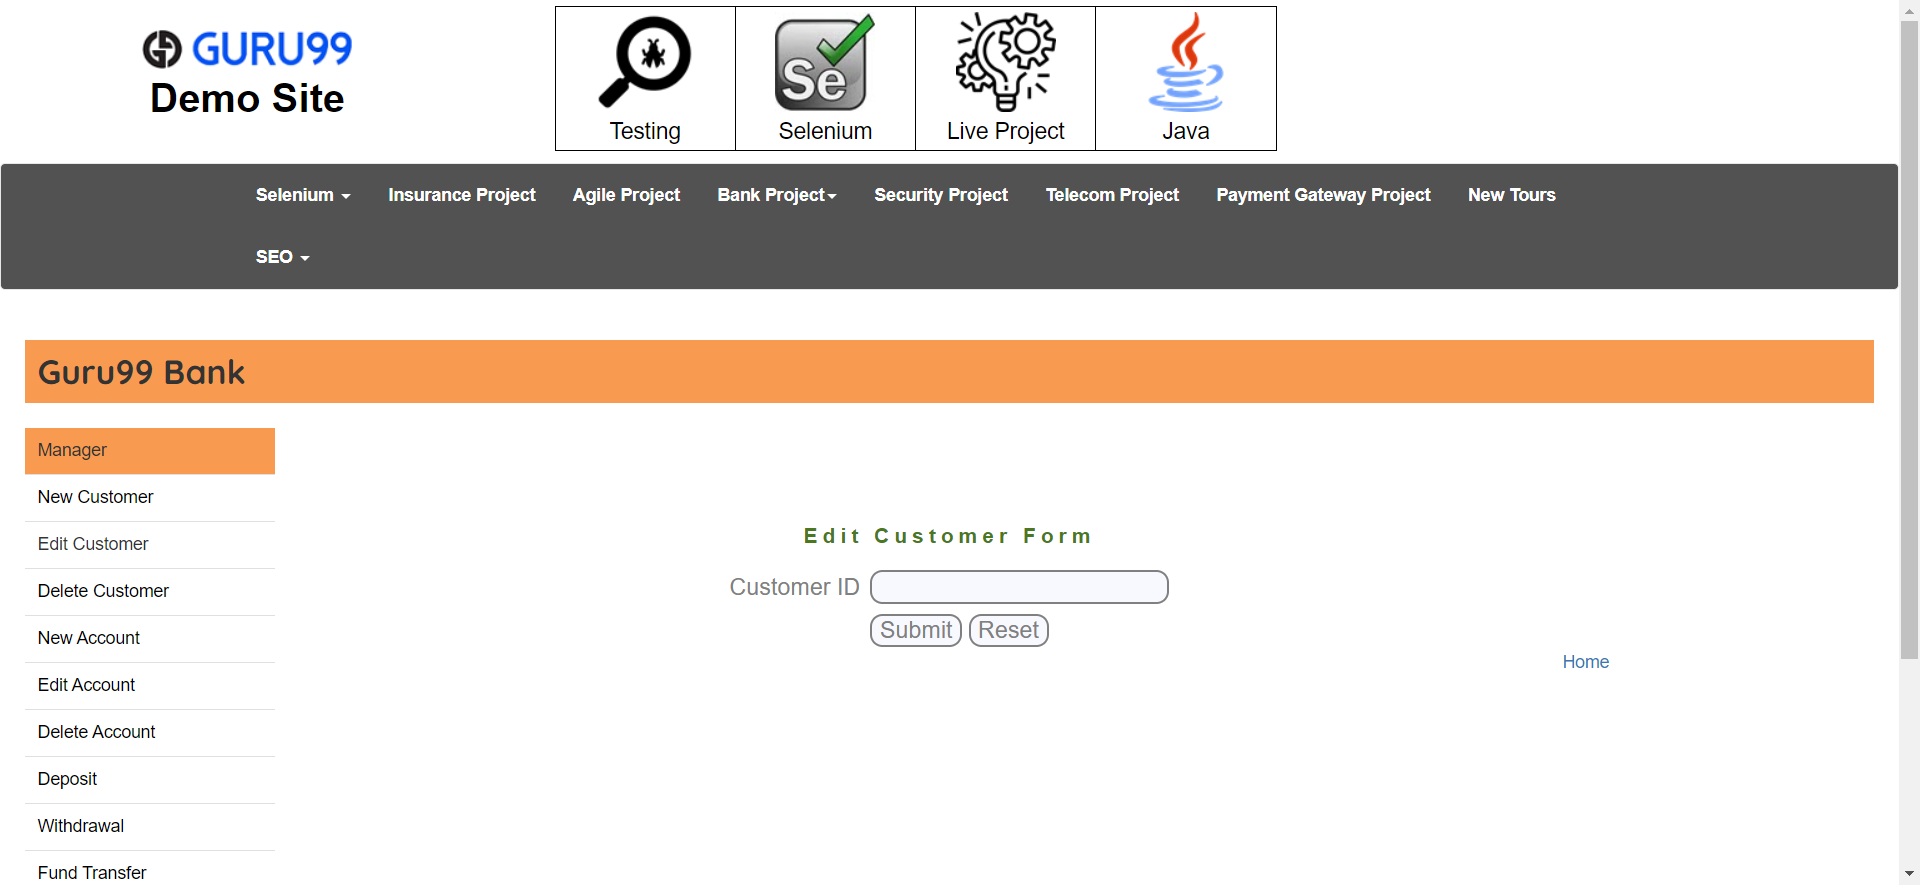 GURU99
Demo Site
Se
Testing
Selenium
Live Project
Java
Selenium
Insurance Project
Agile Project
Bank Project
Security Project
Telecom Project
Payment Gateway Project
New Tours
SEO
Guru99 Bank
Manager
New Customer
Edit Customer
Delete Customer
New Account
Edit Account
Delete Account
Deposit
Withdrawal
Fund Transfer
Edit Customer Form
Customer ID
Submit Reset
Home